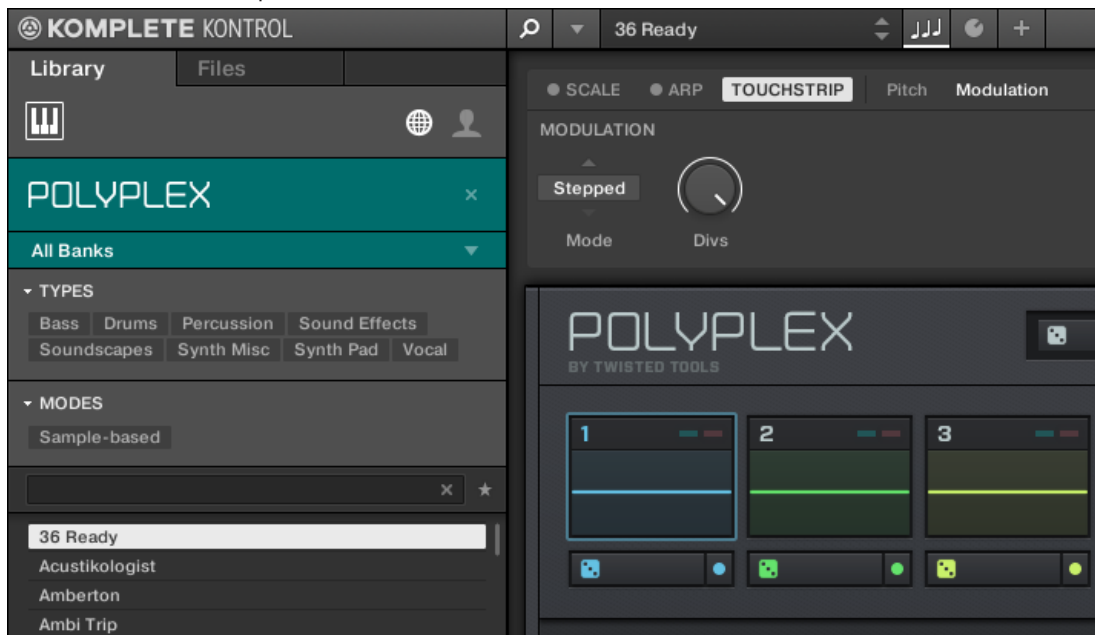 KOMPLETE KONTROL
36 Ready
Library Files
SCALE ARP TOUCHSTRIP Pitch Modulation
MODULATION
Stepped
Mode Divs
POLYPLEX
All Banks
TYPES
Bass Drums Percussion Sound Effects
Soundscapes Synth Misc Synth Pad Vocal
MODES
Sample-based
36 Ready
Acustikologist
Amberton
Ambi Trip
POLYPLEX
BY TWISTED TOOLS
1 2 3